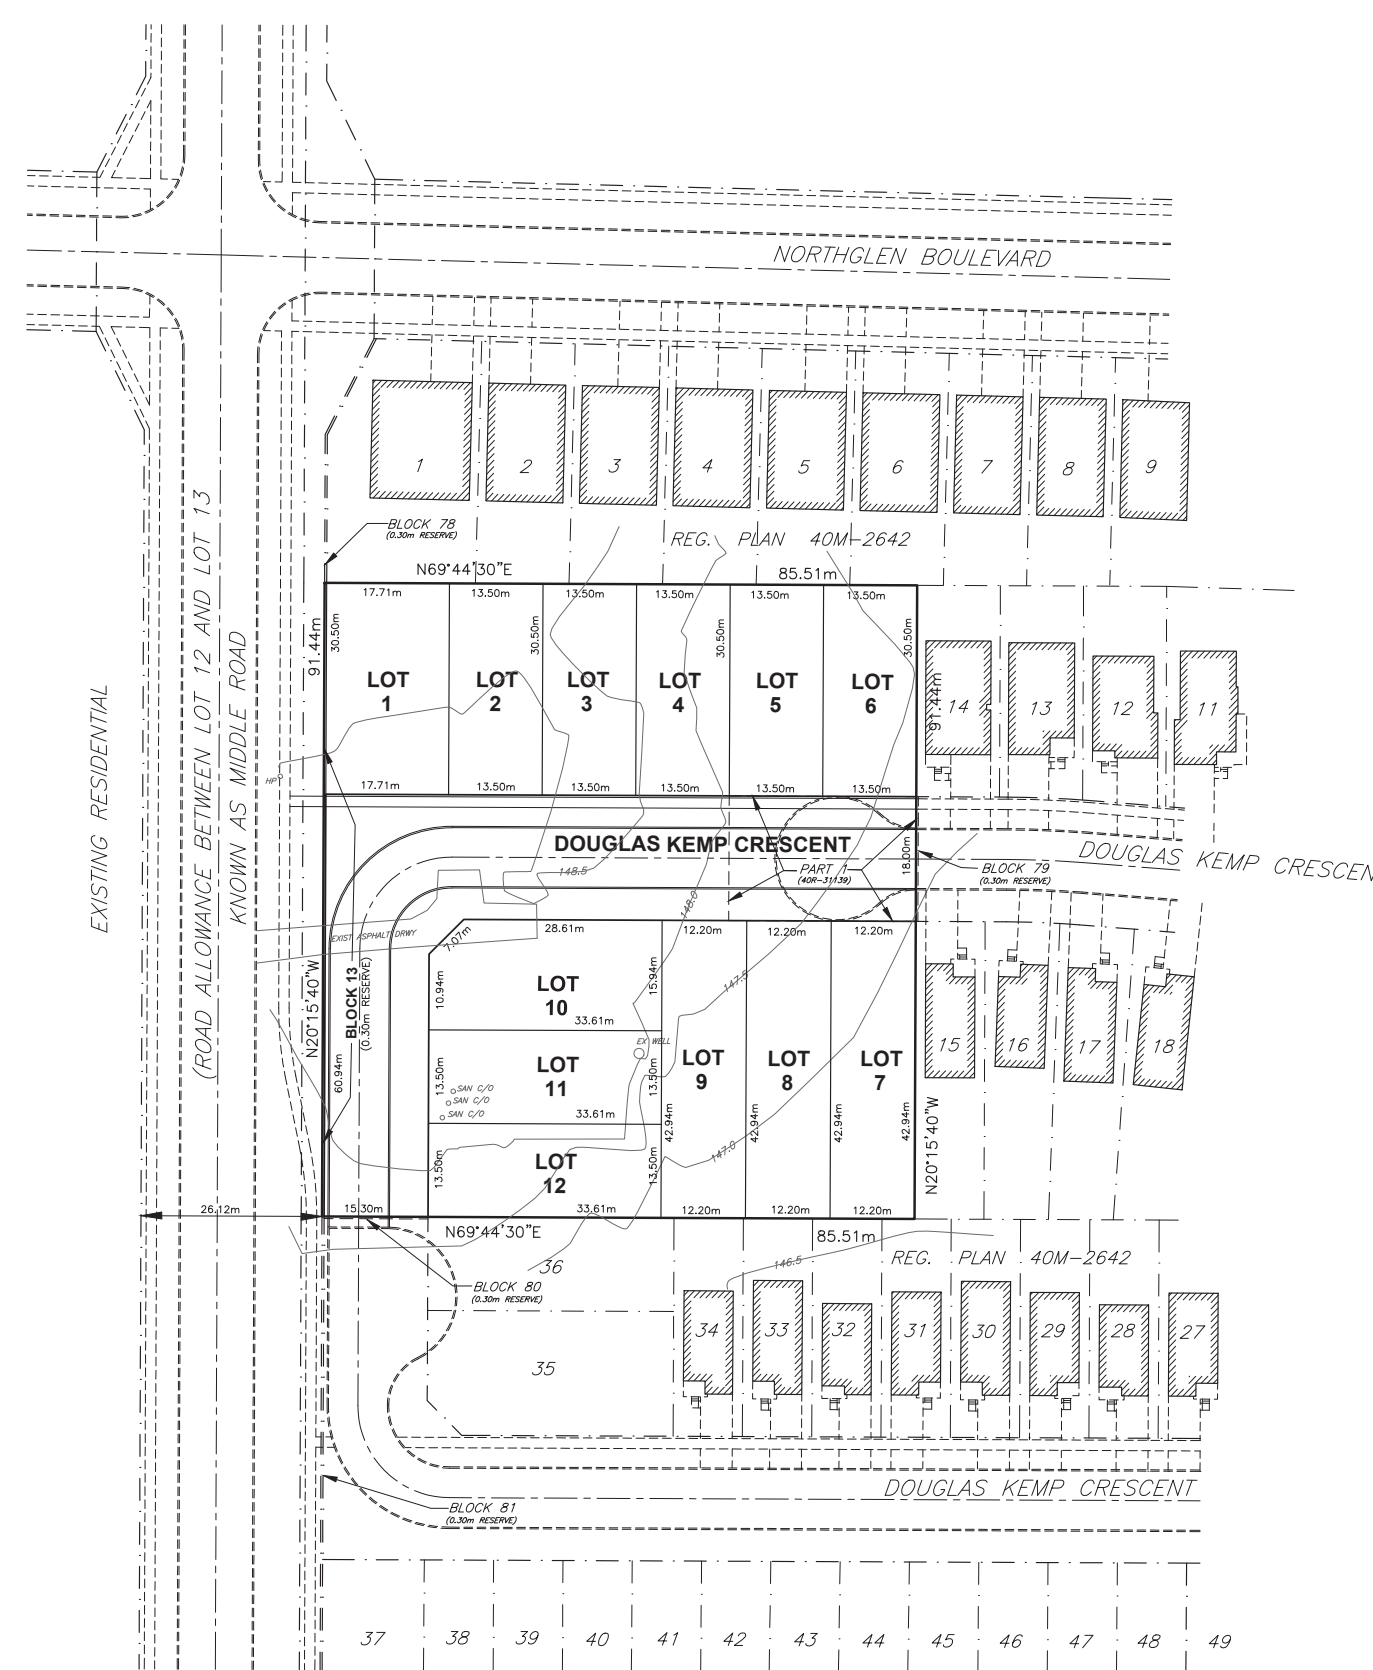 NORTHGLEN BOULEVARD
1
2
3
4
5
6
7
8
9
BLOCK 78
(0.30m RESERVE)
REG. PLAN 40M-2642
N69°44'30"E
85.51m
17.71m
13.50m
13.50m
13.50m
13.50m
13.50m
91.44m
30.50m
30.50m
30.50m
30.50m
LOT
1
LOT
2
LOT
3
LOT
4
LOT
5
LOT
6
91.44m
14
13
12
11
HP
17.71m
13.50m
13.50m
13.50m
13.50m
13.50m
EXISTING RESIDENTIAL
(ROAD ALLOWANCE BETWEEN LOT 12 AND LOT 13
KNOWN AS MIDDLE ROAD
DOUGLAS KEMP CRESCENT
148.5
148.0
PART 1
(40R-31139)
18.00m
BLOCK 79
(0.30m RESERVE)
DOUGLAS KEMP CRESCEN
EXIST ASPHALT DRWY
7.07m
28.61m
12.20m
12.20m
12.20m
N20°15'40"W
BLOCK 13
(0.30m RESERVE)
60.94m
10.94m
LOT
10
15.94m
33.61m
147.5
EX WELL
13.50m
LOT
11
13.50m
SAN C/O
SAN C/O
SAN C/O
33.61m
LOT
9
LOT
8
LOT
7
15
16
17
18
42.94m
42.94m
42.94m
42.94m
147.0
N20°15'40"W
13.50m
LOT
12
13.50m
26.12m
15.30m
33.61m
12.20m
12.20m
12.20m
N69°44'30"E
85.51m
REG. PLAN 40M-2642
146.5
36
BLOCK 80
(0.30m RESERVE)
34
33
32
31
30
29
28
27
35
DOUGLAS KEMP CRESCENT
BLOCK 81
(0.30m RESERVE)
37
38
39
40
41
42
43
44
45
46
47
48
49